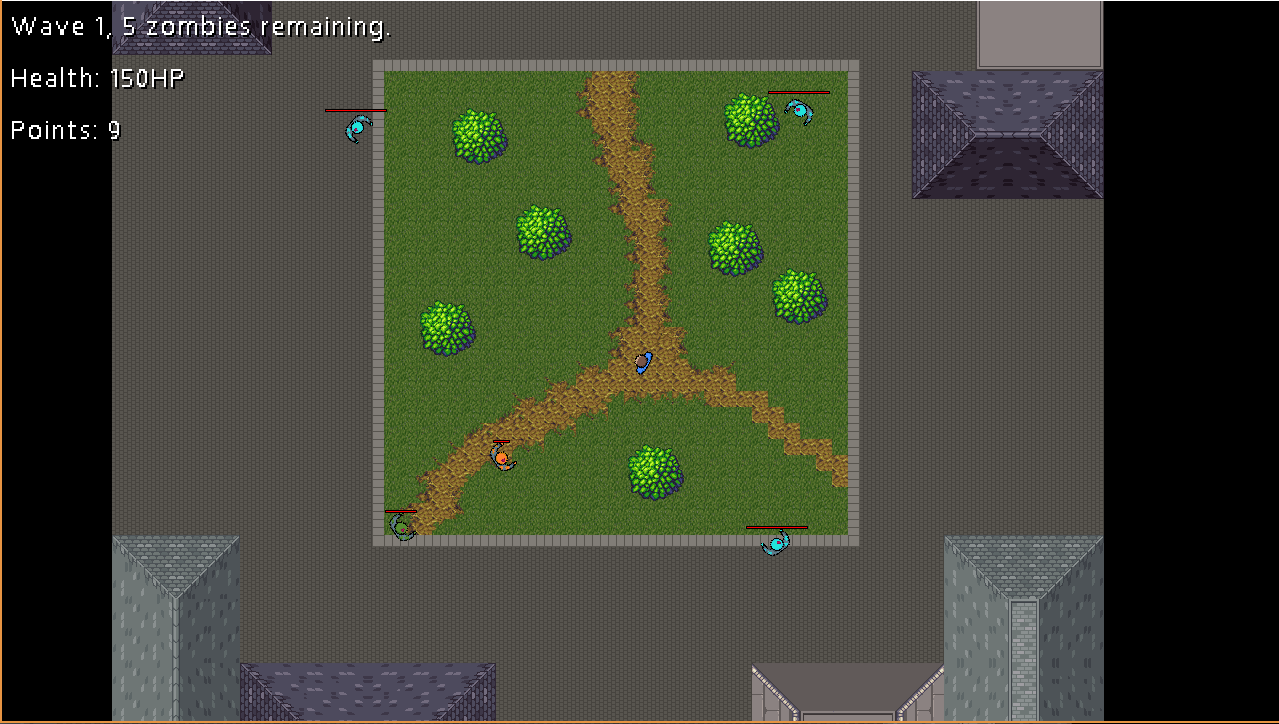 Wave 1, 5 zombies remaining.
Health: 150HP
Points: 9